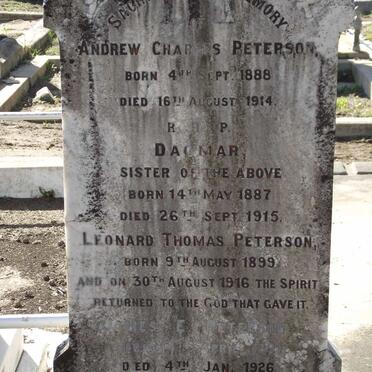 SACRED MEMORY
ANDREW CHARLES PETERSON,
BORN 4TH SEPT. 1888
DIED 16TH AUGUST 1914.
R I P
DAGMAR
SISTER OF THE ABOVE
BORN 14TH MAY 1887
DIED 26TH SEPT. 1915.
LEONARD THOMAS PETERSON,
BORN 9TH AUGUST 1899
AND ON 30TH AUGUST 1916 THE SPIRIT
RETURNED TO THE GOD THAT GAVE IT.
PETERSON
DIED 4TH JAN. 1926